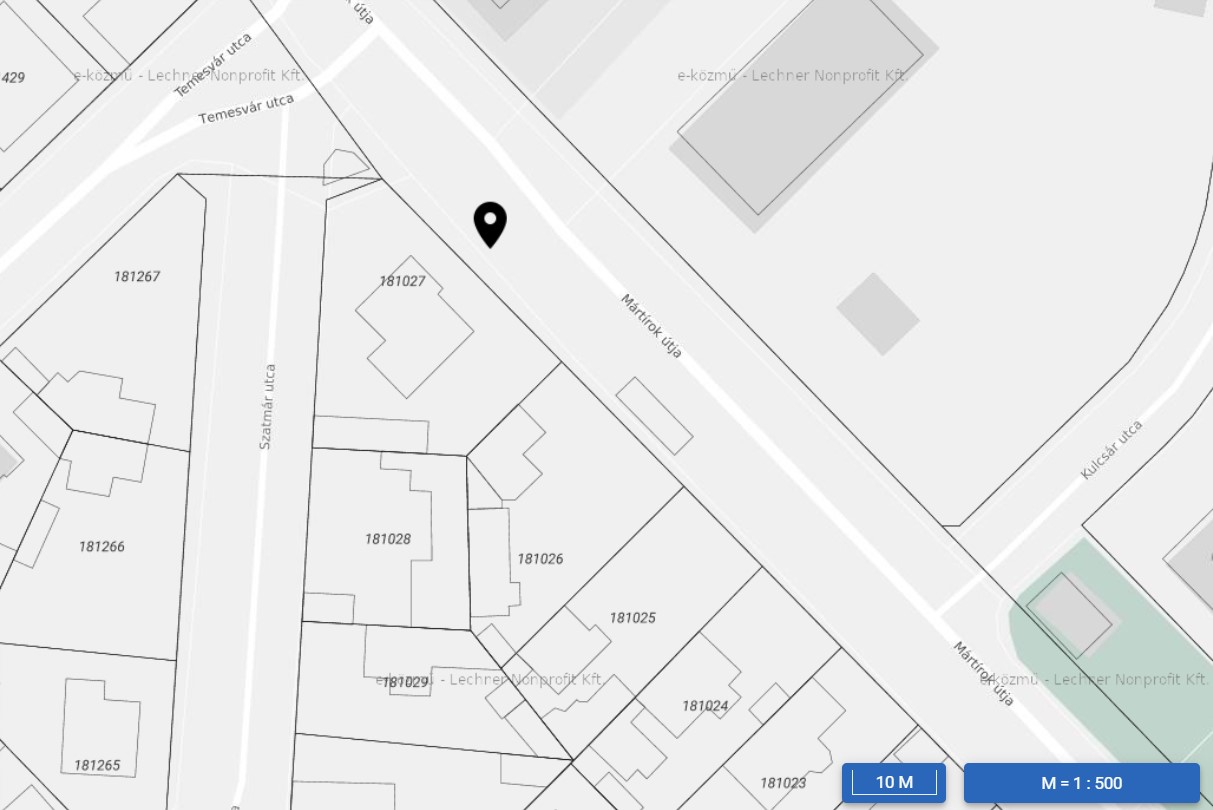 Mártírok útja
Temesvár utca
e-közmű - Lechner Nonprofit Kft.
e-közmű - Lechner Nonprofit Kft.
429
Temesvár utca
181267
181027
Mártírok útja
Szatmár utca
Kulcsár utca
181028
181266
181026
181025
Mártírok útja
e-közmű - Lechner Nonprofit Kft.
e-közmű - Lechner Nonprofit Kft.
181029
181024
181265
181023
10 M
M = 1 : 500